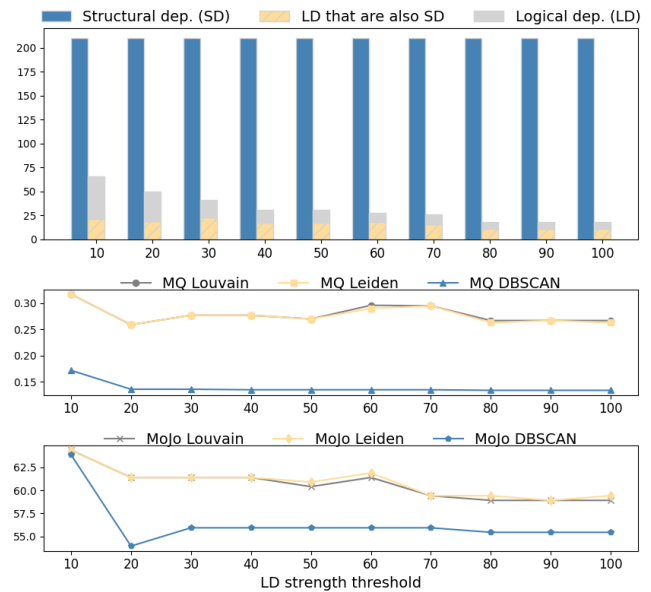 Structural dep. (SD) LD that are also SD Logical dep. (LD)
200
175
150
125
100
75
50
25
0
10 20 30 40 50 60 70 80 90 100
MQ Louvain MQ Leiden MQ DBSCAN
0.30
0.25
0.20
0.15
10 20 30 40 50 60 70 80 90 100
MoJo Louvain MoJo Leiden MoJo DBSCAN
62.5
60.0
57.5
55.0
10 20 30 40 50 60 70 80 90 100
LD strength threshold